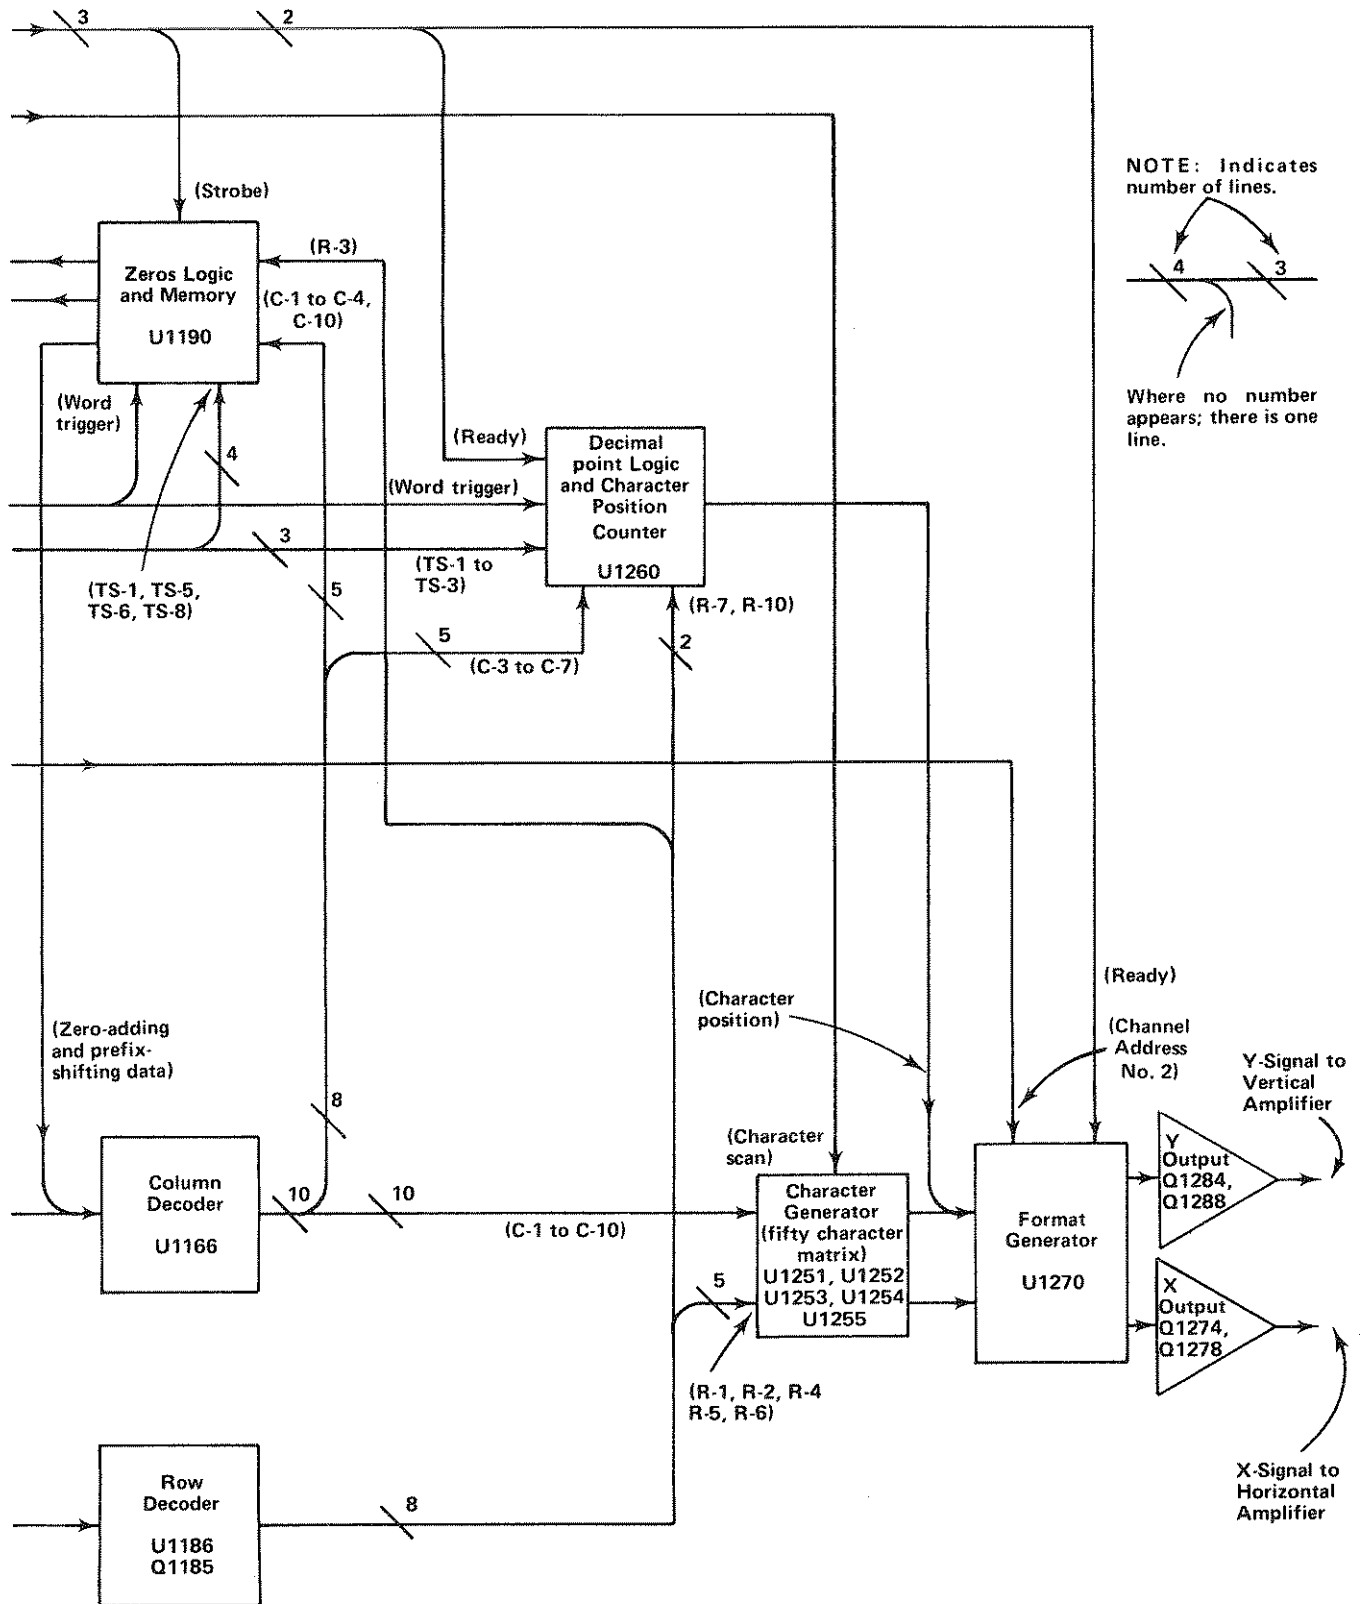 3
2
NOTE: Indicates
number of lines.
4
3
Where no number
appears; there is one
line.
(Strobe)
Zeros Logic
and Memory
U1190
(R-3)
(C-1 to C-4,
C-10)
(Word
trigger)
4
(Ready)
Decimal
point Logic
and Character
Position
Counter
U1260
(Word trigger)
3
(TS-1 to
TS-3)
(TS-1, TS-5,
TS-6, TS-8)
5
(R-7, R-10)
5
(C-3 to C-7)
2
(Ready)
(Character
position)
(Channel
Address
No. 2)
Y-Signal to
Vertical
Amplifier
(Zero-adding
and prefix-
shifting data)
8
(Character
scan)
Column
Decoder
U1166
10
10
(C-1 to C-10)
Character
Generator
(fifty character
matrix)
U1251, U1252
U1253, U1254
U1255
Format
Generator
U1270
Y
Output
Q1284,
Q1288
X
Output
Q1274,
Q1278
5
(R-1, R-2, R-4
R-5, R-6)
X-Signal to
Horizontal
Amplifier
Row
Decoder
U1186
Q1185
8